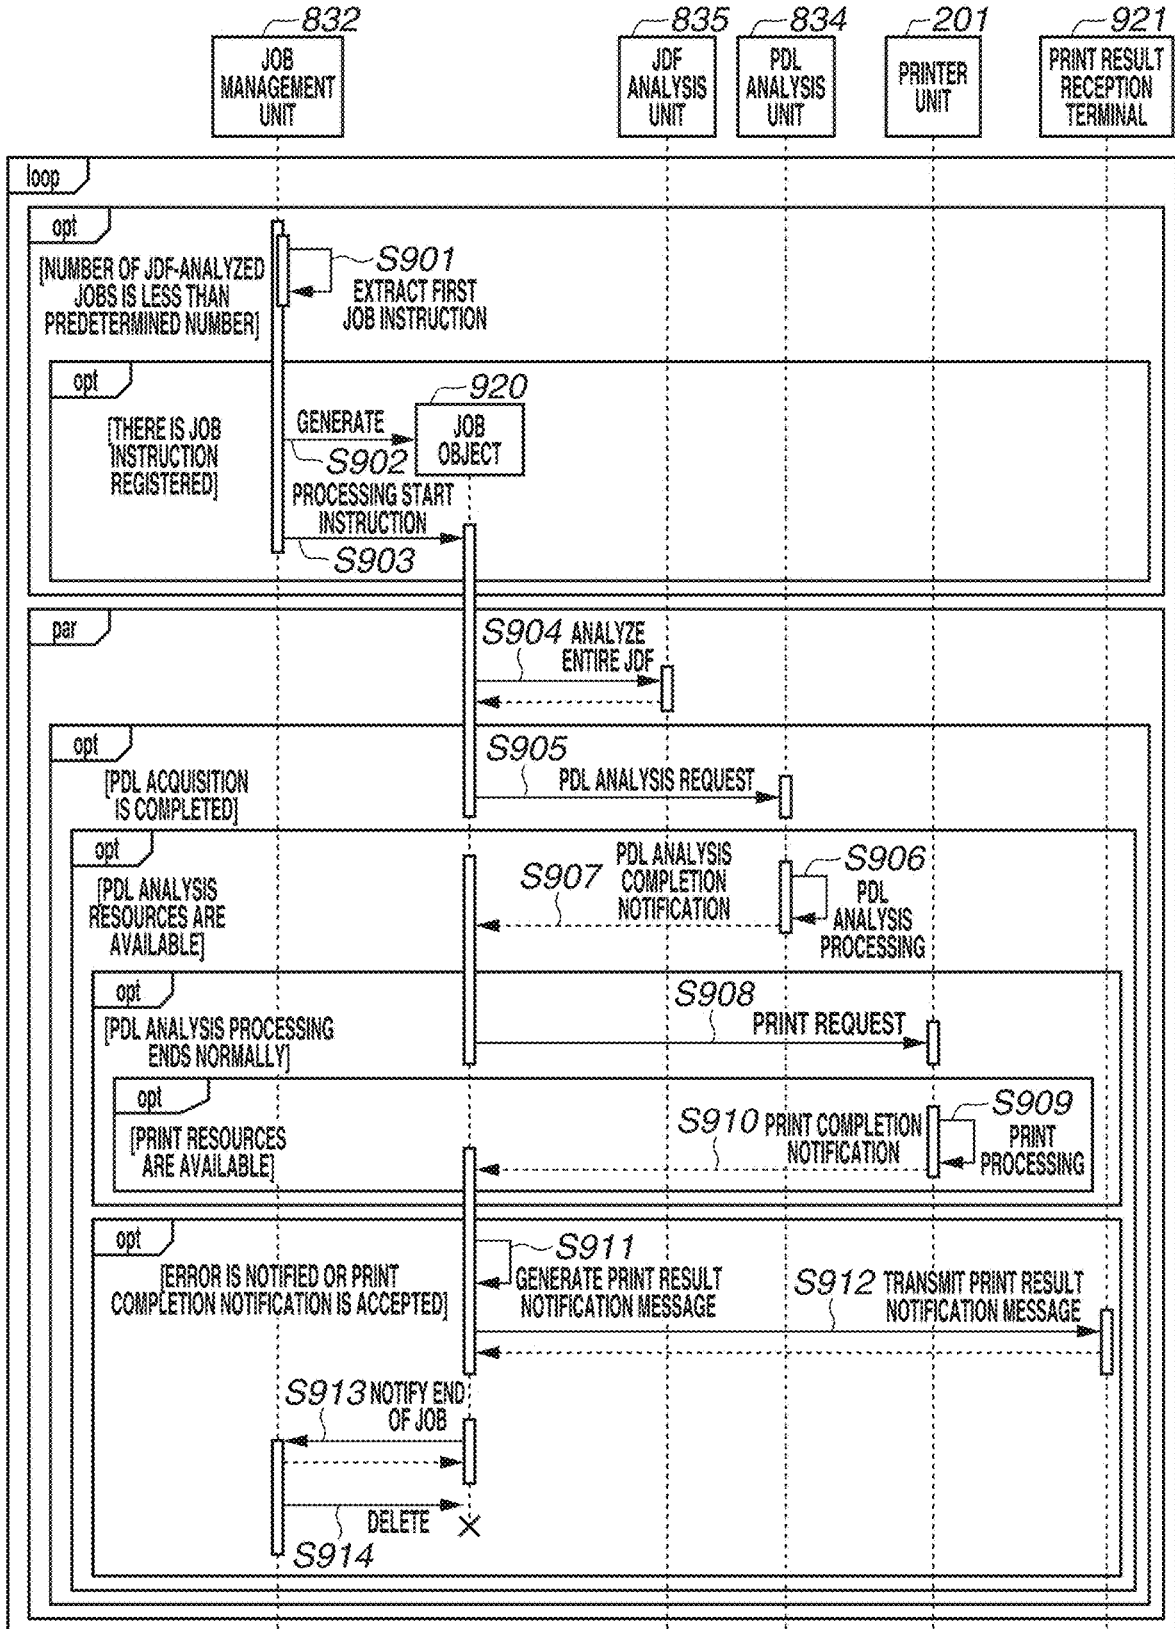 832
835
834
201
921
JOB
MANAGEMENT
UNIT
JDF
ANALYSIS
UNIT
PDL
ANALYSIS
UNIT
PRINTER
UNIT
PRINT RESULT
RECEPTION
TERMINAL
loop
opt
[NUMBER OF JDF-ANALYZED
JOBS IS LESS THAN
PREDETERMINED NUMBER]
S901
EXTRACT FIRST
JOB INSTRUCTION
opt
[THERE IS JOB
INSTRUCTION
REGISTERED]
GENERATE
S902
920
JOB
OBJECT
PROCESSING START
INSTRUCTION
S903
par
S904 ANALYZE
ENTIRE JDF
opt
[PDL ACQUISITION
IS COMPLETED]
S905
PDL ANALYSIS REQUEST
opt
[PDL ANALYSIS
RESOURCES ARE
AVAILABLE]
S907
PDL ANALYSIS
COMPLETION
NOTIFICATION
S906
PDL
ANALYSIS
PROCESSING
opt
[PDL ANALYSIS PROCESSING
ENDS NORMALLY]
S908
PRINT REQUEST
opt
[PRINT RESOURCES
ARE AVAILABLE]
S910 PRINT COMPLETION
NOTIFICATION
S909
PRINT
PROCESSING
opt
[ERROR IS NOTIFIED OR PRINT
COMPLETION NOTIFICATION IS ACCEPTED]
S911
GENERATE PRINT RESULT
NOTIFICATION MESSAGE
S912 TRANSMIT PRINT RESULT
NOTIFICATION MESSAGE
S913 NOTIFY END
OF JOB
DELETE
S914